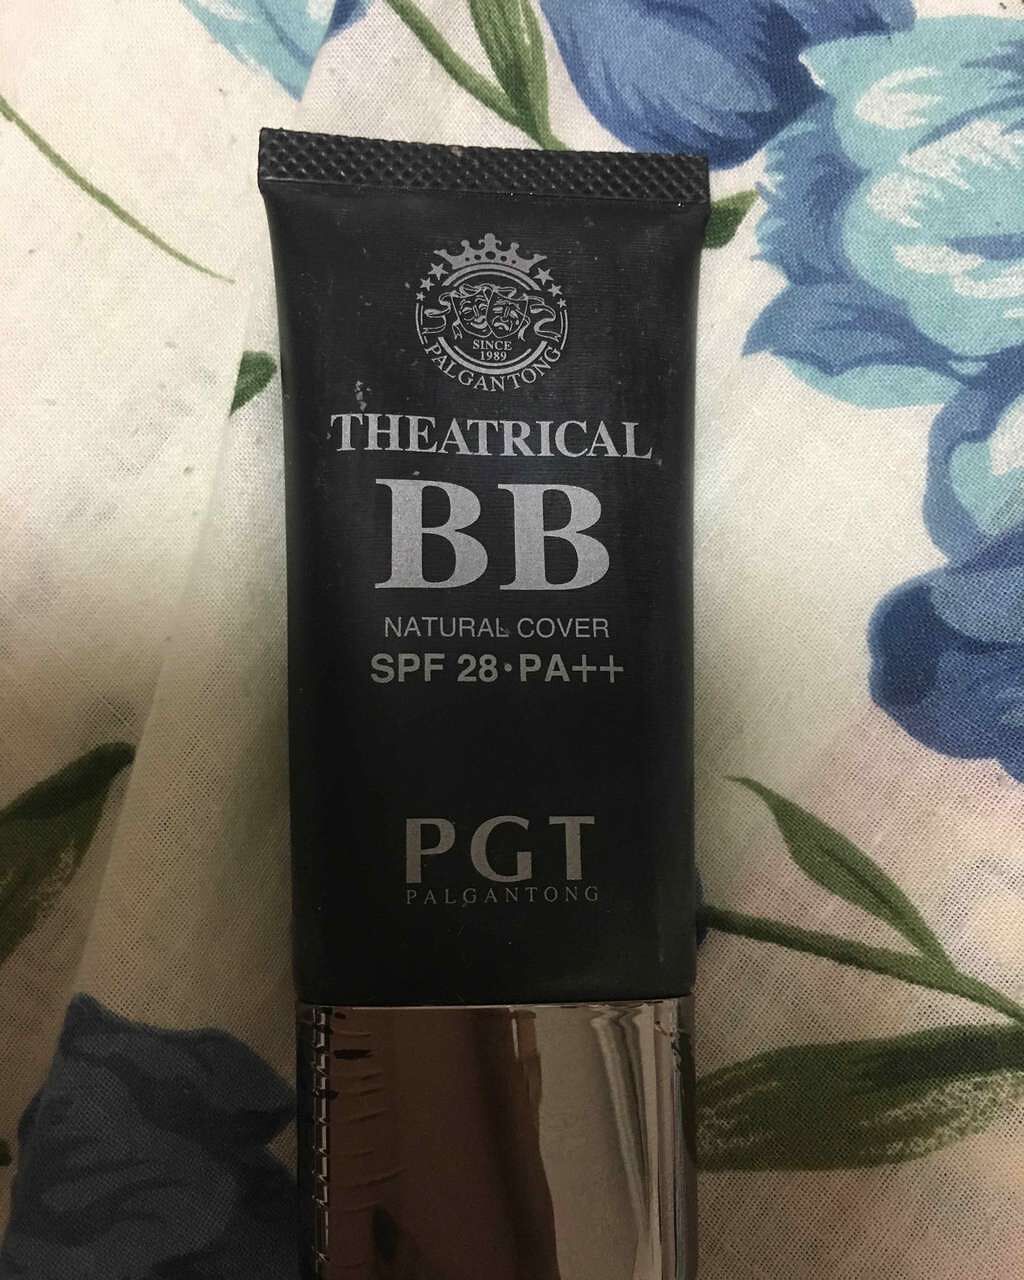 SINCE
1989
PALGANTONG
THEATRICAL
BB
NATURAL COVER
SPF 28·PA++
PGT
PALGANTONG